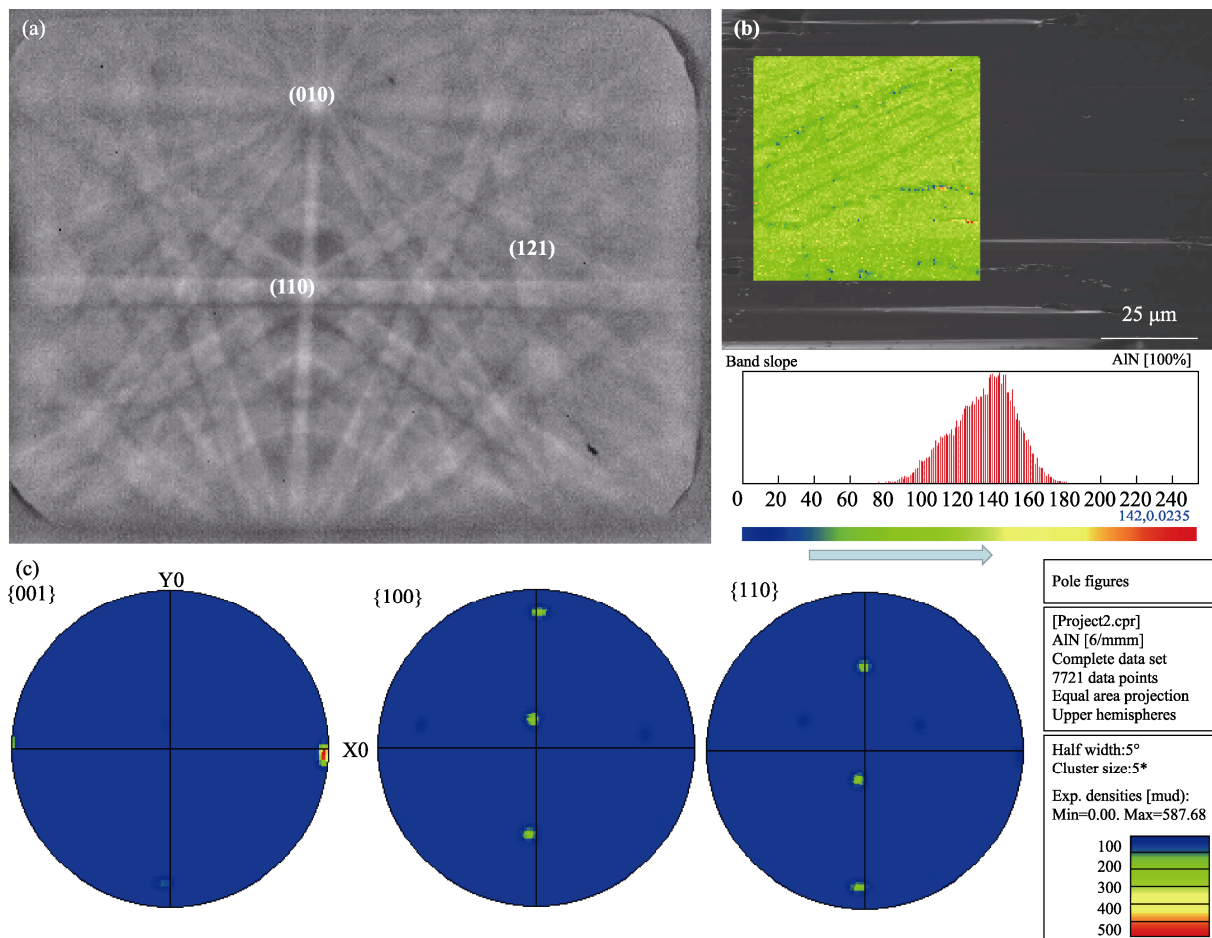 (a)
(010)
(121)
(110)
(b)
25 μm
Band slope
AlN [100%]
0 20 40 60 80 100 120 140 160 180 200 220 240
142,0.0235
(c)
{001}
Y0
X0
{100}
{110}
Pole figures
[Project2.cpr]
AlN [6/mmm]
Complete data set
7721 data points
Equal area projection
Upper hemispheres
Half width:5°
Cluster size:5*
Exp. densities [mud):
Min=0.00. Max=587.68
100
200
300
400
500